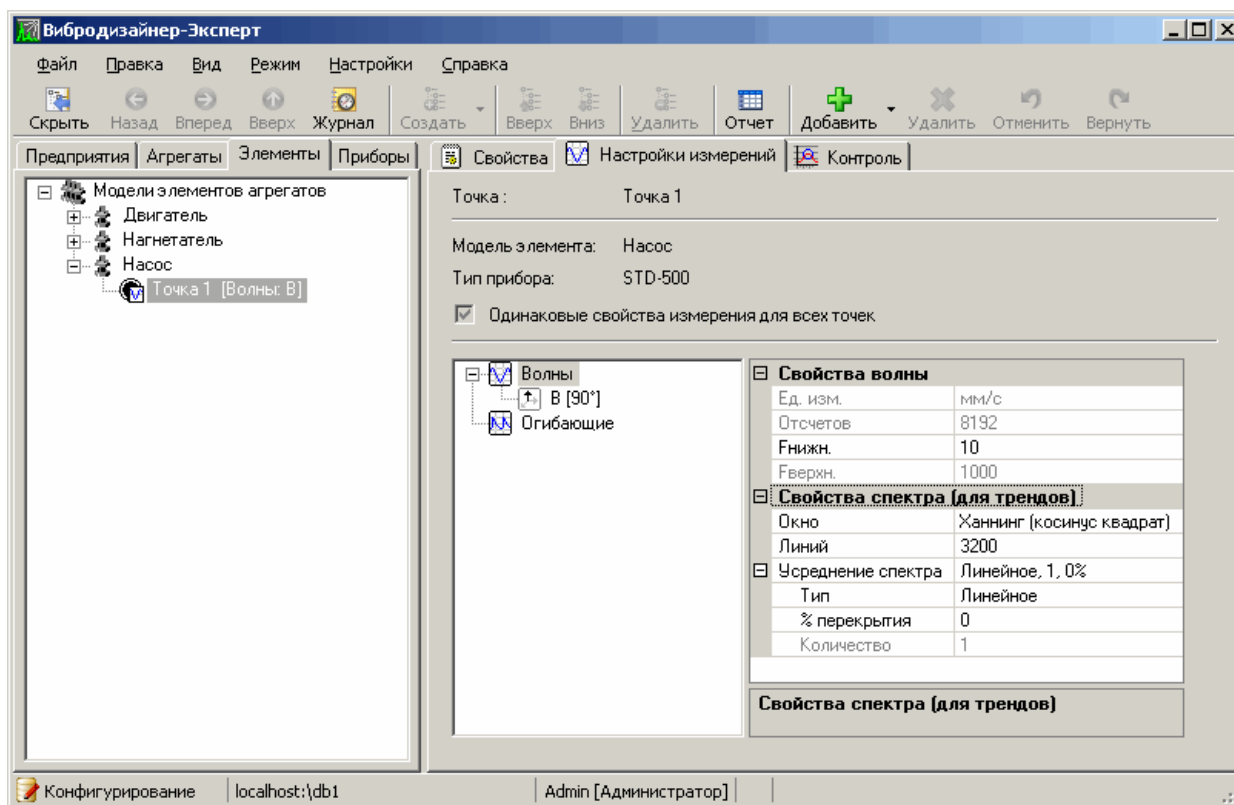 Вибродизайнер-Эксперт
Файл Правка Вид Режим Настройки Справка
Скрыть Назад Вперед Вверх Журнал Создать Вверх Вниз Удалить Отчет Добавить Удалить Отменить Вернуть
Предприятия Агрегаты Элементы Приборы Свойства Настройки измерений Контроль
Модели элементов агрегатов
Двигатель
Нагнетатель
Насос
Точка 1 [Волны: В]
Точка : Точка 1
Модель элемента: Насос
Тип прибора: STD-500
Одинаковые свойства измерения для всех точек
Волны
В [90°]
Огибающие
Свойства волны
Ед. изм. мм/с
Отсчетов 8192
Fнижн. 10
Fверхн. 1000
Свойства спектра (для трендов)
Окно Ханнинг (косинус квадрат)
Линий 3200
Усреднение спектра Линейное, 1, 0%
Тип Линейное
% перекрытия 0
Количество 1
Свойства спектра (для трендов)
Конфигурирование localhost:\db1 Admin [Администратор]